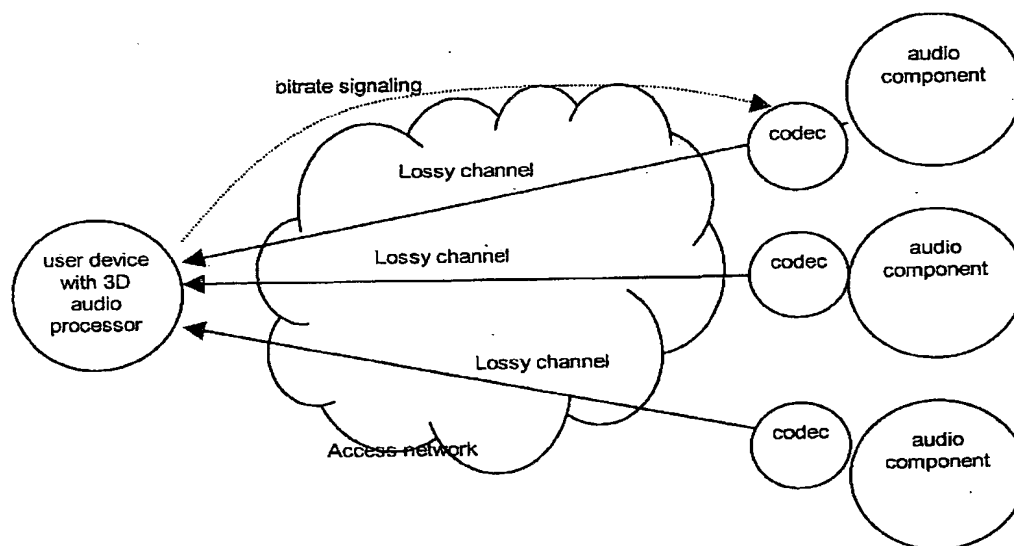 audio
component
bitrate signaling
codec
Lossy channel
user device
with 3D
audio
processor
Lossy channel
codec
audio
component
Lossy channel
codec
audio
component
Access network